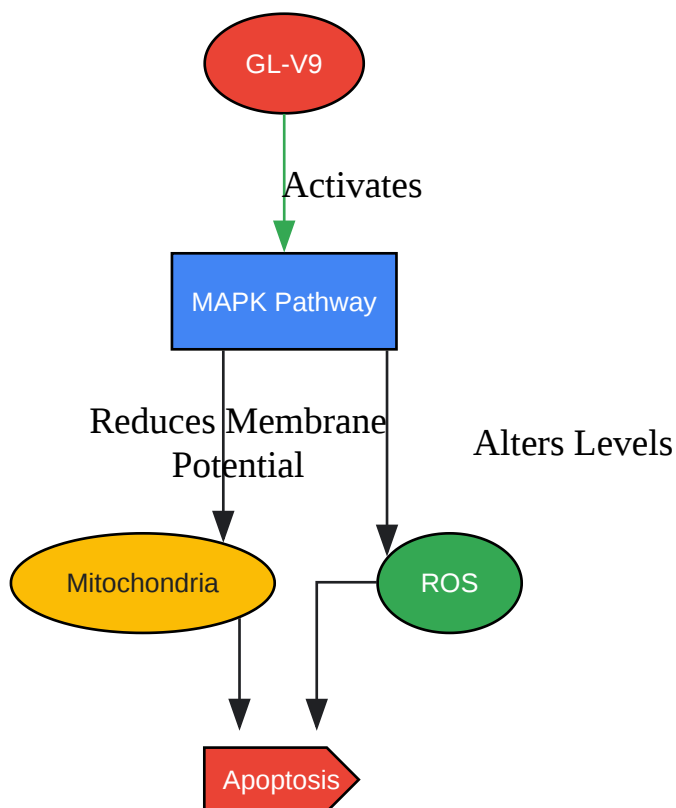 GL-V9
Activates
MAPK Pathway
Reduces Membrane
Potential
Alters Levels
Mitochondria
ROS
Apoptosis